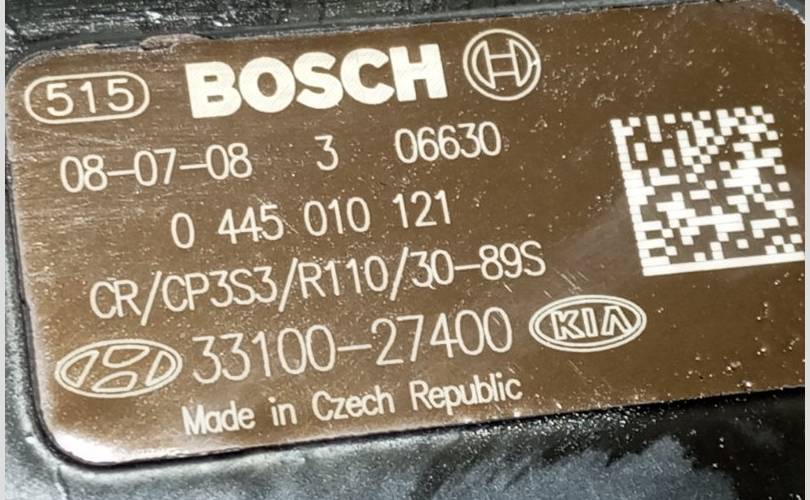 515 BOSCH
08-07-08 3 06630
0 445 010 121
CR/CP3S3/R110/30-89S
33100-27400 KIA
Made in Czech Republic